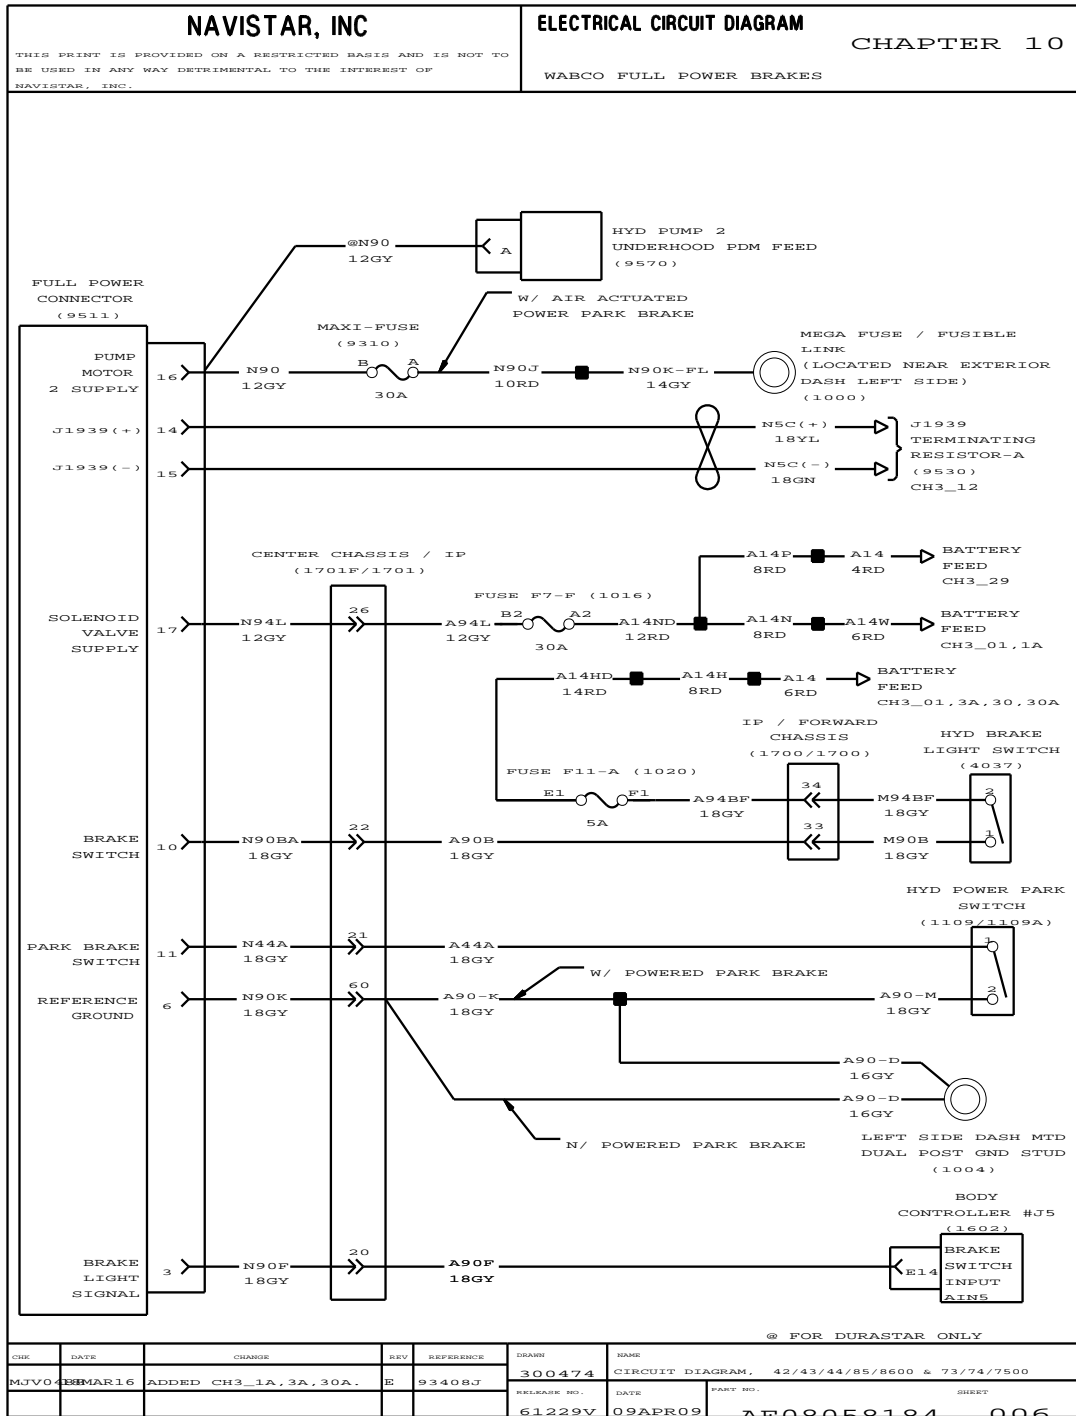 NAVISTAR, INC
THIS PRINT IS PROVIDED ON A RESTRICTED BASIS AND IS NOT TO
BE USED IN ANY WAY DETRIMENTAL TO THE INTEREST OF
NAVISTAR, INC.
ELECTRICAL CIRCUIT DIAGRAM
CHAPTER 10
WABCO FULL POWER BRAKES
@N90
12GY
A
HYD PUMP 2
UNDERHOOD PDM FEED
(9570)
FULL POWER
CONNECTOR
(9511)
W/ AIR ACTUATED
POWER PARK BRAKE
MAXI-FUSE
(9310)
B
A
30A
PUMP
MOTOR
2 SUPPLY
16
N90
12GY
N90J
10RD
N90K-FL
14GY
MEGA FUSE / FUSIBLE
LINK
(LOCATED NEAR EXTERIOR
DASH LEFT SIDE)
(1000)
J1939(+)
14
N5C(+)
18YL
J1939(-)
15
N5C(-)
18GN
J1939
TERMINATING
RESISTOR-A
(9530)
CH3_12
CENTER CHASSIS / IP
(1701F/1701)
A14P
8RD
A14
4RD
BATTERY
FEED
CH3_29
FUSE F7-F (1016)
SOLENOID
VALVE
SUPPLY
17
N94L
12GY
26
A94L
12GY
B2
A2
30A
A14ND
12RD
A14N
8RD
A14W
6RD
BATTERY
FEED
CH3_01,1A
A14HD
14RD
A14H
8RD
A14
6RD
BATTERY
FEED
CH3_01,3A,30,30A
IP / FORWARD
CHASSIS
(1700/1700)
HYD BRAKE
LIGHT SWITCH
(4037)
FUSE F11-A (1020)
E1
F1
5A
A94BF
18GY
34
M94BF
18GY
2
BRAKE
SWITCH
10
N90BA
18GY
22
A90B
18GY
33
M90B
18GY
1
HYD POWER PARK
SWITCH
(1109/1109A)
PARK BRAKE
SWITCH
11
N44A
18GY
21
A44A
18GY
1
W/ POWERED PARK BRAKE
REFERENCE
GROUND
6
N90K
18GY
60
A90-K
18GY
A90-M
18GY
2
A90-D
16GY
A90-D
16GY
N/ POWERED PARK BRAKE
LEFT SIDE DASH MTD
DUAL POST GND STUD
(1004)
BODY
CONTROLLER #J5
(1602)
BRAKE
LIGHT
SIGNAL
3
N90F
18GY
20
A90F
18GY
E14
BRAKE
SWITCH
INPUT
AIN5
@ FOR DURASTAR ONLY
CHK
DATE
CHANGE
REV
REFERENCE
DRAWN
300474
NAME
CIRCUIT DIAGRAM, 42/43/44/85/8600 & 73/74/7500
ADDED CH3_1A,3A,30A.
E
93408J
RELEASE NO.
61229V
DATE
09APR09
PART NO.
AF08058184
SHEET
006